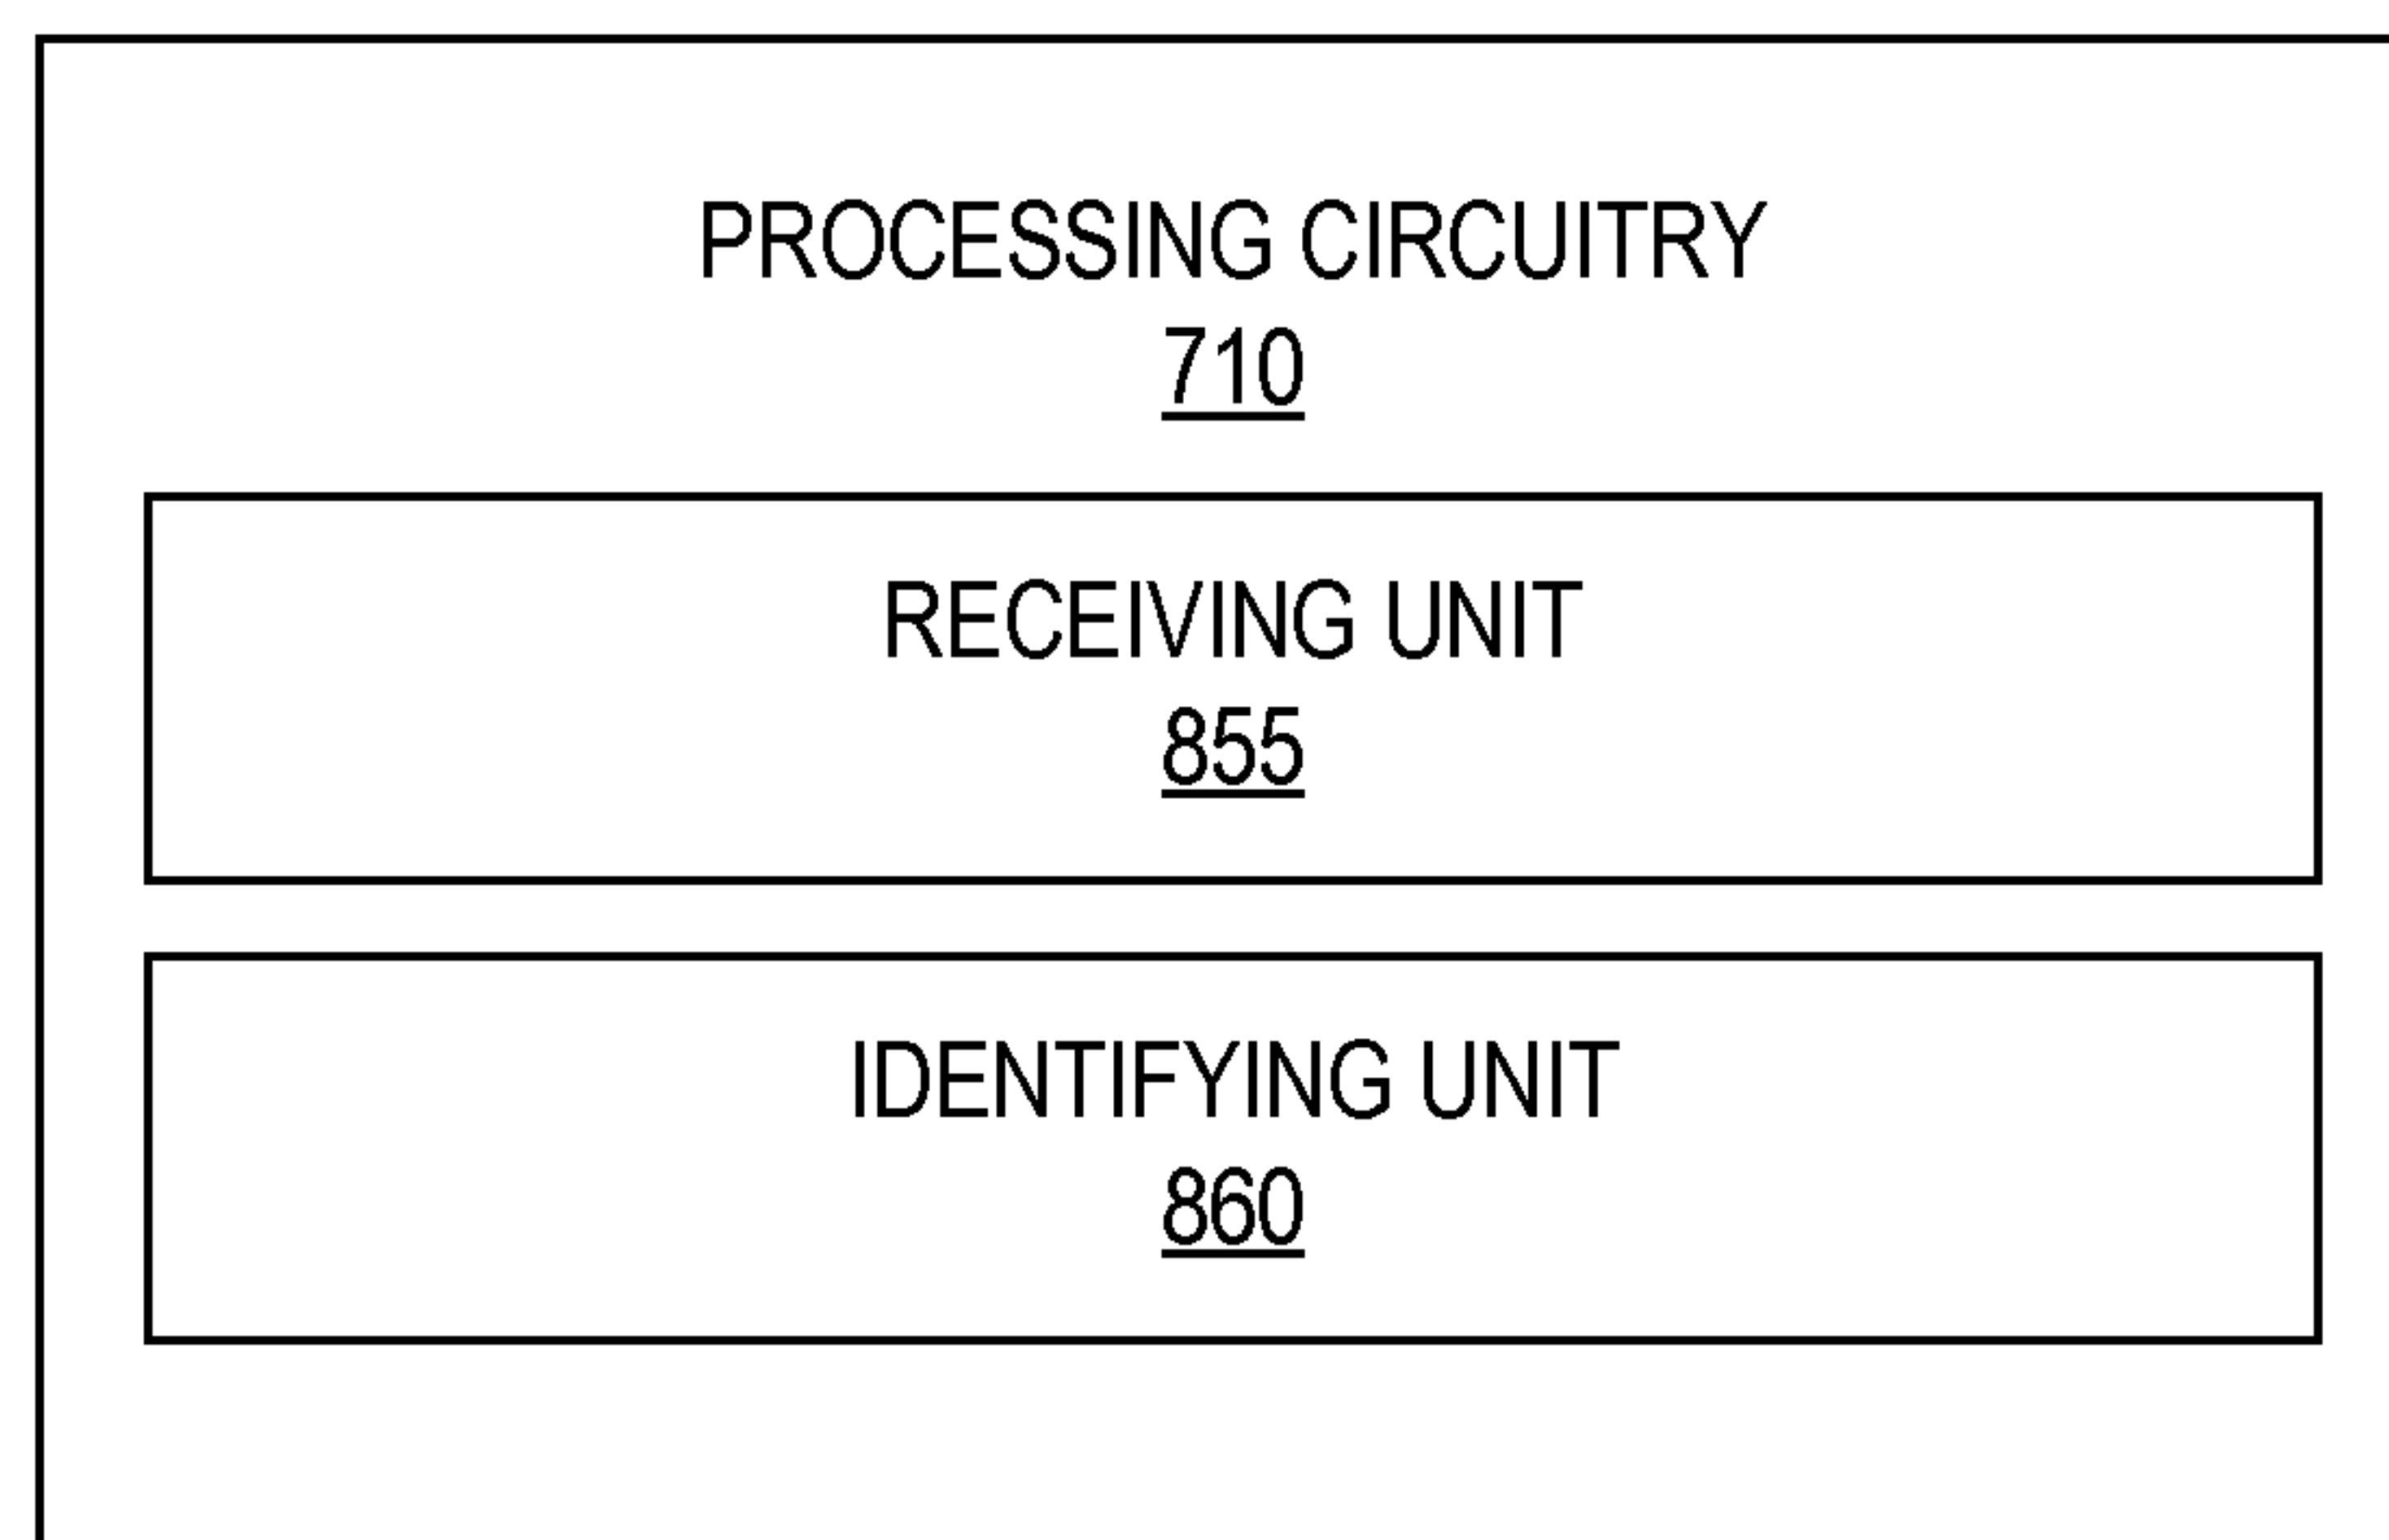 PROCESSING CIRCUITRY
710
RECEIVING UNIT
855
IDENTIFYING UNIT
860